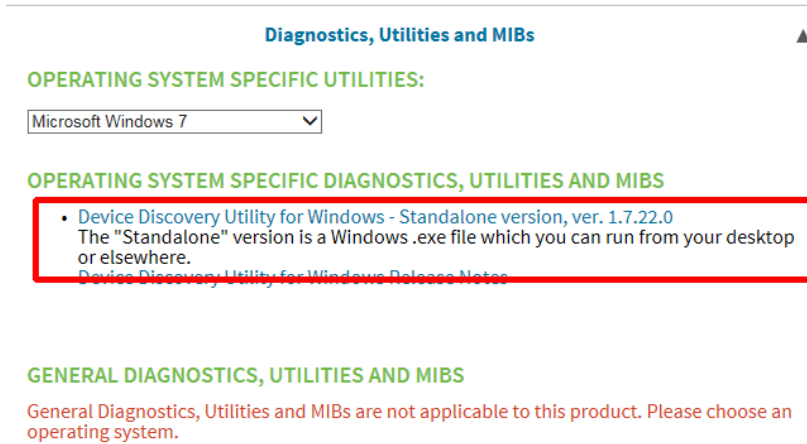 Diagnostics, Utilities and MIBs
OPERATING SYSTEM SPECIFIC UTILITIES:
Microsoft Windows 7
OPERATING SYSTEM SPECIFIC DIAGNOSTICS, UTILITIES AND MIBS
• Device Discovery Utility for Windows - Standalone version, ver. 1.7.22.0
The "Standalone" version is a Windows .exe file which you can run from your desktop
or elsewhere.
Device Discovery Utility for Windows Release Notes
GENERAL DIAGNOSTICS, UTILITIES AND MIBS
General Diagnostics, Utilities and MIBs are not applicable to this product. Please choose an
operating system.